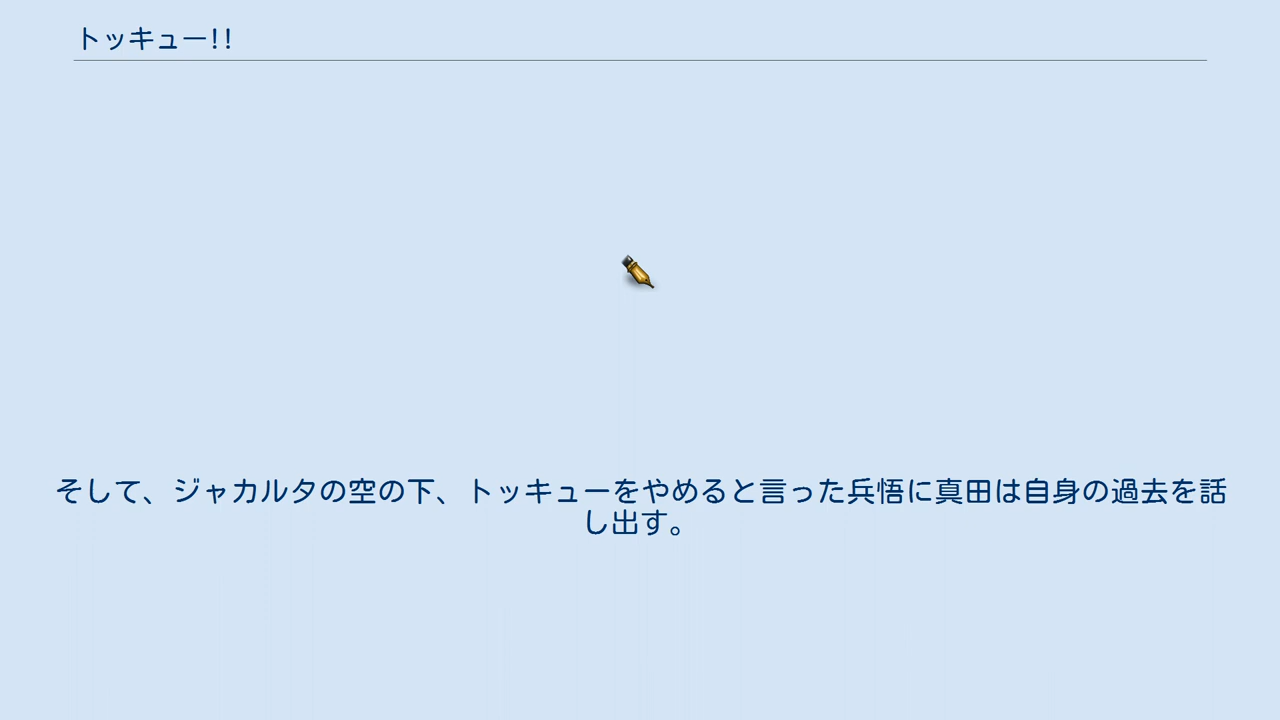 トッキュー!!
そして、ジャカルタの空の下、トッキューをやめると言った兵悟に真田は自身の過去を話
し出す。